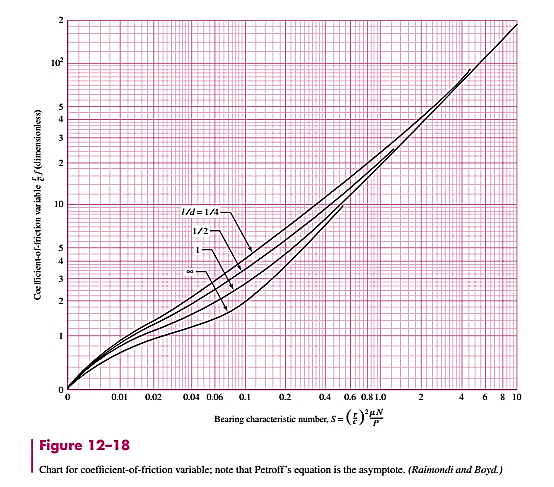 2
10²
5
4
3
2
10
5
4
3
2
1
0
Coefficient-of-friction variable r/c f (dimensionless)
l/d = 1/4
1/2
1
∞
0 0.01 0.02 0.04 0.06 0.1 0.2 0.4 0.6 0.8 1.0 2 4 6 8 10
Bearing characteristic number, S = (r/c)² μN/P
Figure 12–18
Chart for coefficient-of-friction variable; note that Petroff's equation is the asymptote. (Raimondi and Boyd.)